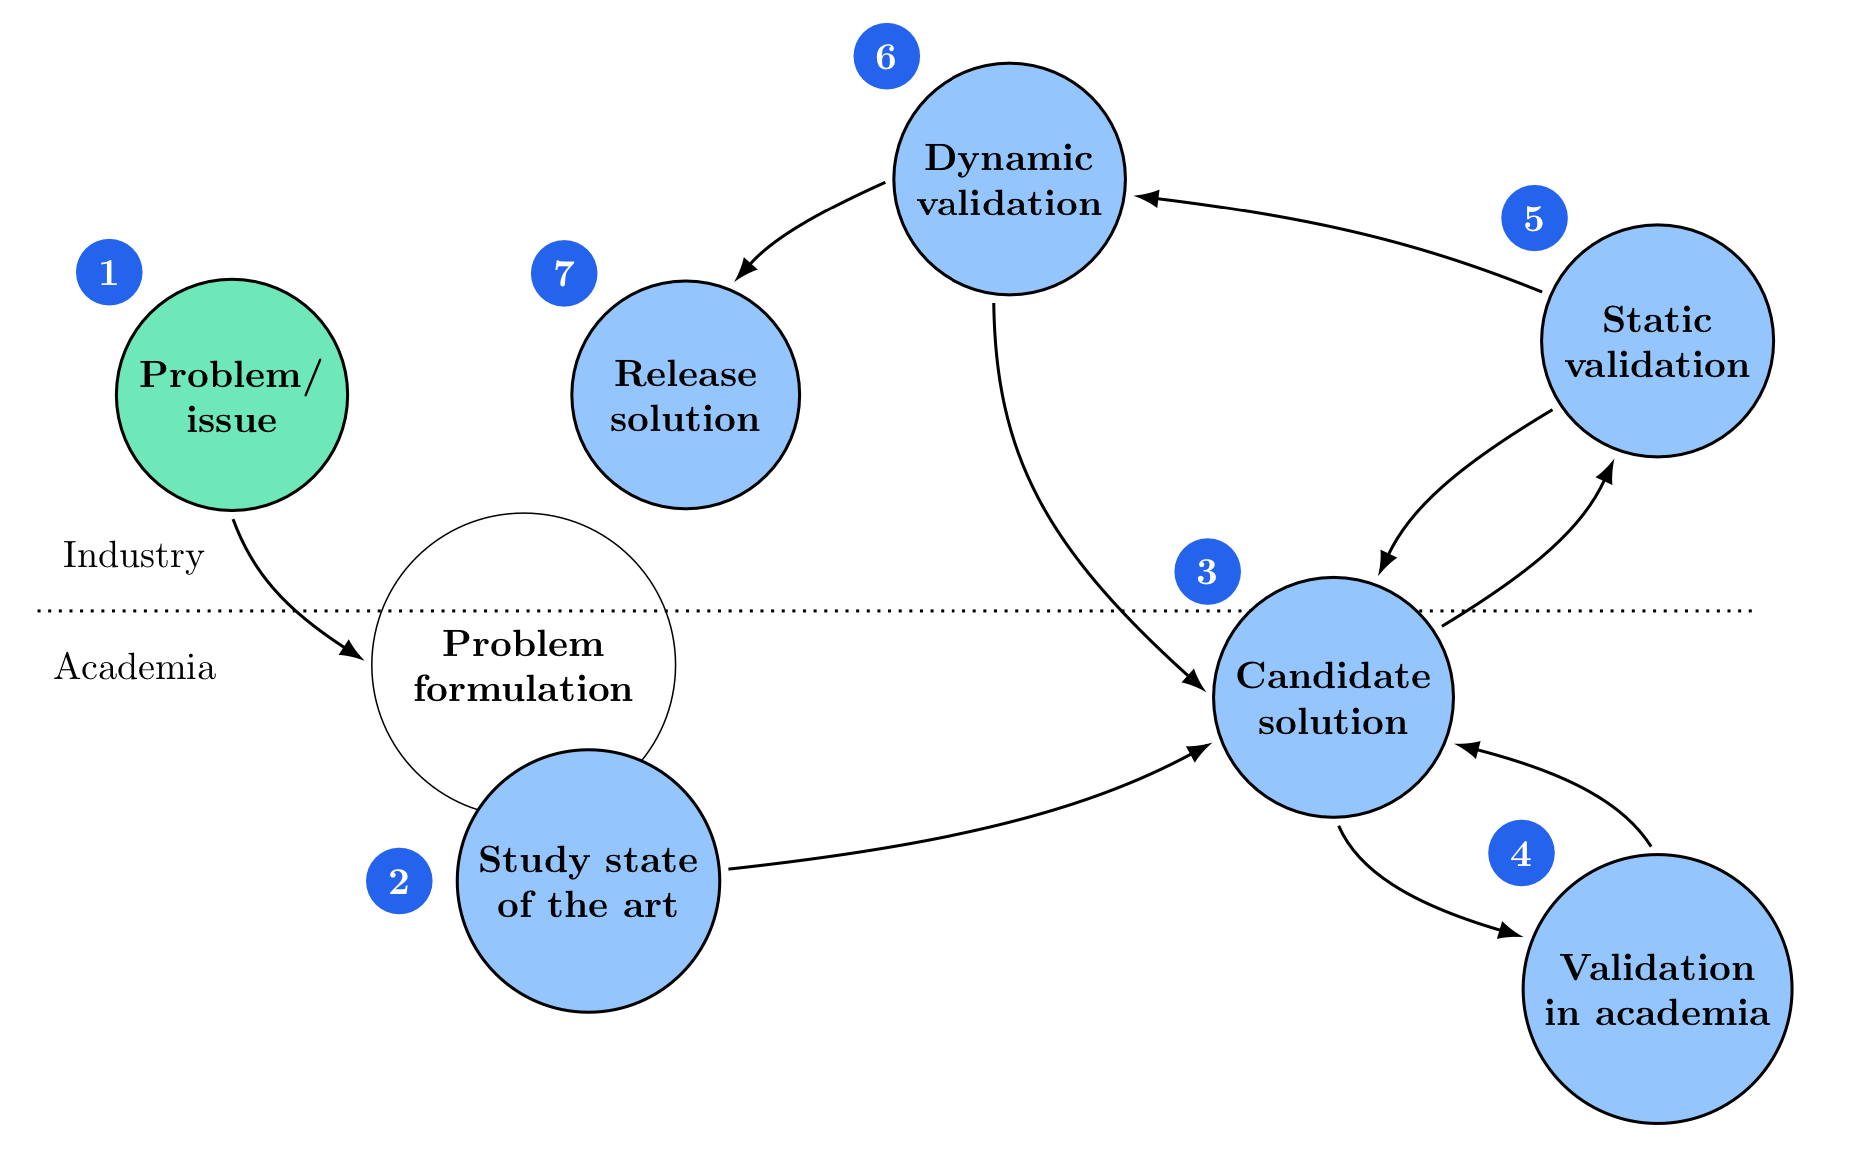 6
Dynamic
validation
5
Static
validation
1
Problem/
issue
7
Release
solution
Industry
Academia
Problem
formulation
3
Candidate
solution
2
Study state
of the art
4
Validation
in academia